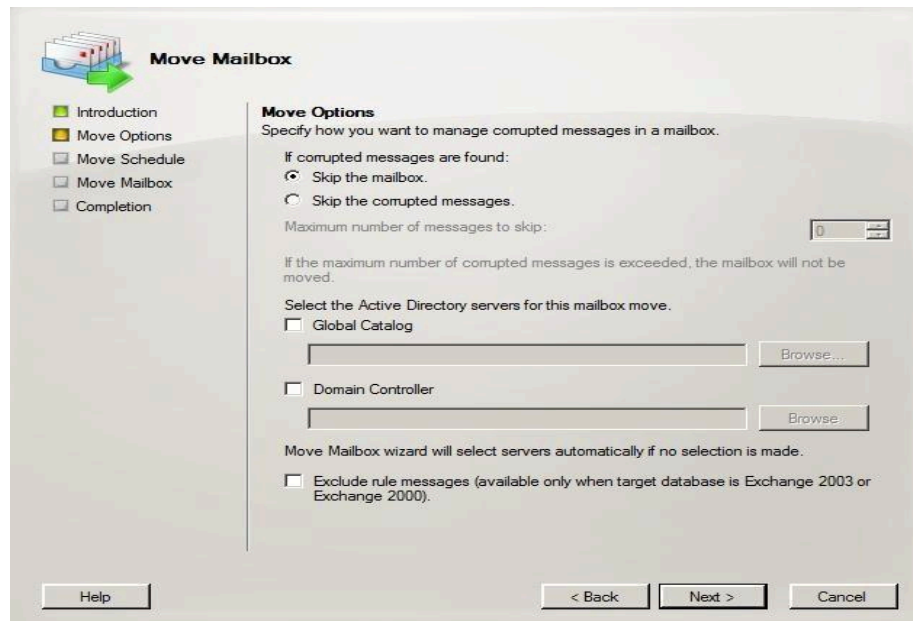 Move Mailbox
Introduction
Move Options
Move Schedule
Move Mailbox
Completion
Move Options
Specify how you want to manage corrupted messages in a mailbox.
If corrupted messages are found:
Skip the mailbox.
Skip the corrupted messages.
Maximum number of messages to skip:
0
If the maximum number of corrupted messages is exceeded, the mailbox will not be
moved.
Select the Active Directory servers for this mailbox move.
Global Catalog
Browse...
Domain Controller
Browse
Move Mailbox wizard will select servers automatically if no selection is made.
Exclude rule messages (available only when target database is Exchange 2003 or
Exchange 2000).
Help
< Back
Next >
Cancel